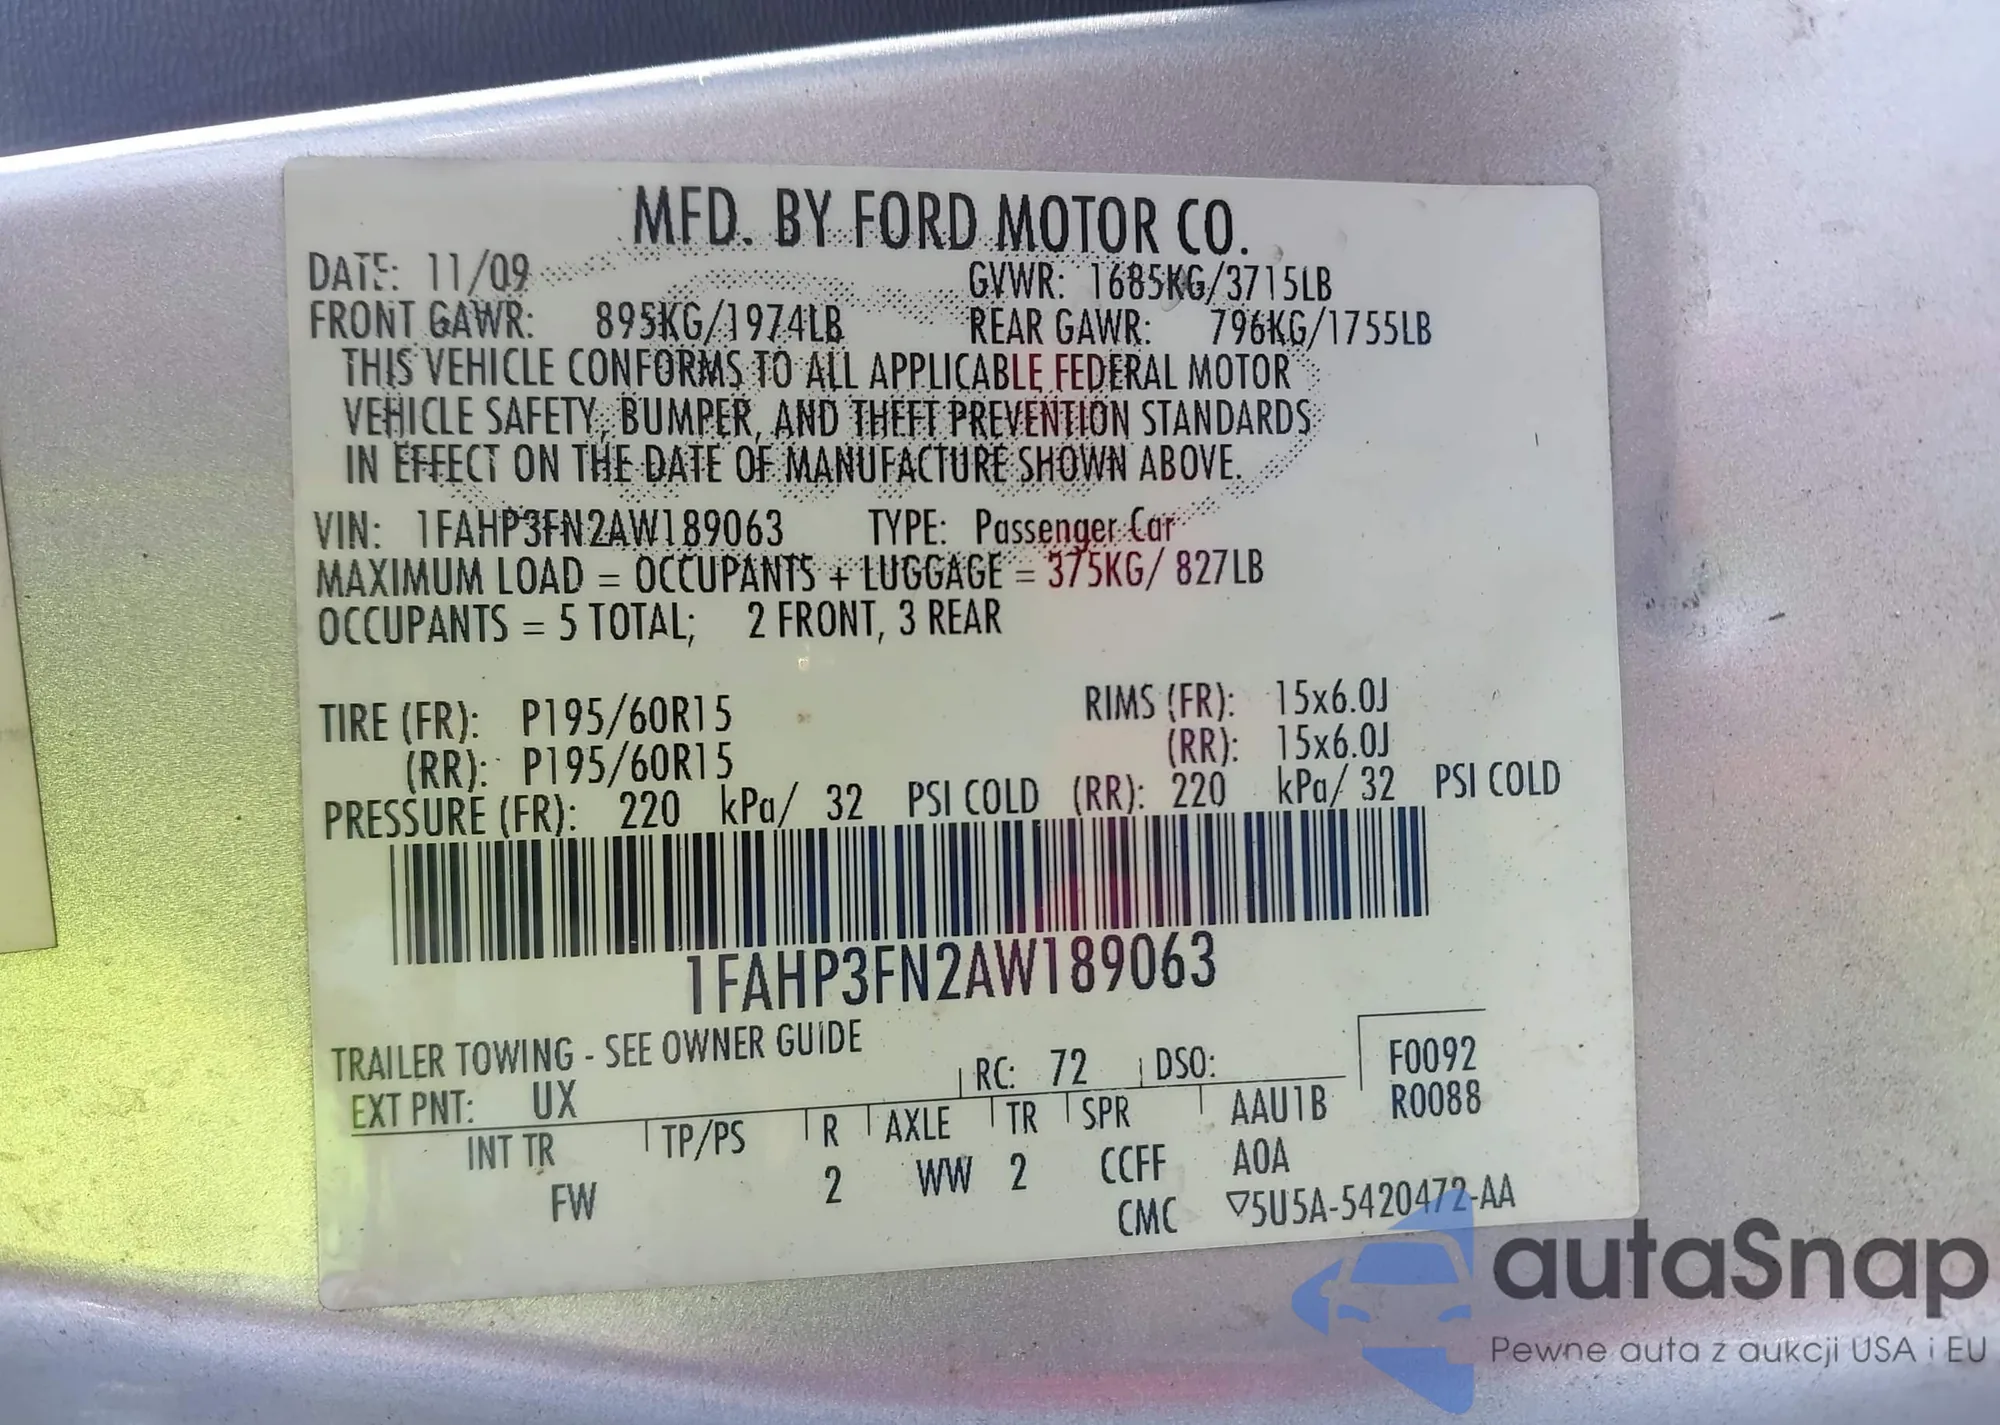 MFD. BY FORD MOTOR CO.
DATE: 11/09 GVWR: 1685KG/3715LB
FRONT GAWR: 895KG/1974LB REAR GAWR: 796KG/1755LB
THIS VEHICLE CONFORMS TO ALL APPLICABLE FEDERAL MOTOR
VEHICLE SAFETY, BUMPER, AND THEFT PREVENTION STANDARDS
IN EFFECT ON THE DATE OF MANUFACTURE SHOWN ABOVE.
VIN: 1FAHP3FN2AW189063 TYPE: Passenger Car
MAXIMUM LOAD = OCCUPANTS + LUGGAGE = 375KG/ 827LB
OCCUPANTS = 5 TOTAL; 2 FRONT, 3 REAR
TIRE (FR): P195/60R15 RIMS (FR): 15x6.0J
(RR): P195/60R15 (RR): 15x6.0J
PRESSURE (FR): 220 kPa/ 32 PSI COLD (RR): 220 kPa/ 32 PSI COLD
1FAHP3FN2AW189063
TRAILER TOWING - SEE OWNER GUIDE
EXT PNT: UX RC: 72 DSO: F0092
INT TR TP/PS R AXLE TR SPR AAU1B R0088
FW 2 WW 2 CCFF A0A
CMC ▽5U5A-5420472-AA
autaSnap
Pewne auta z aukcji USA i EU